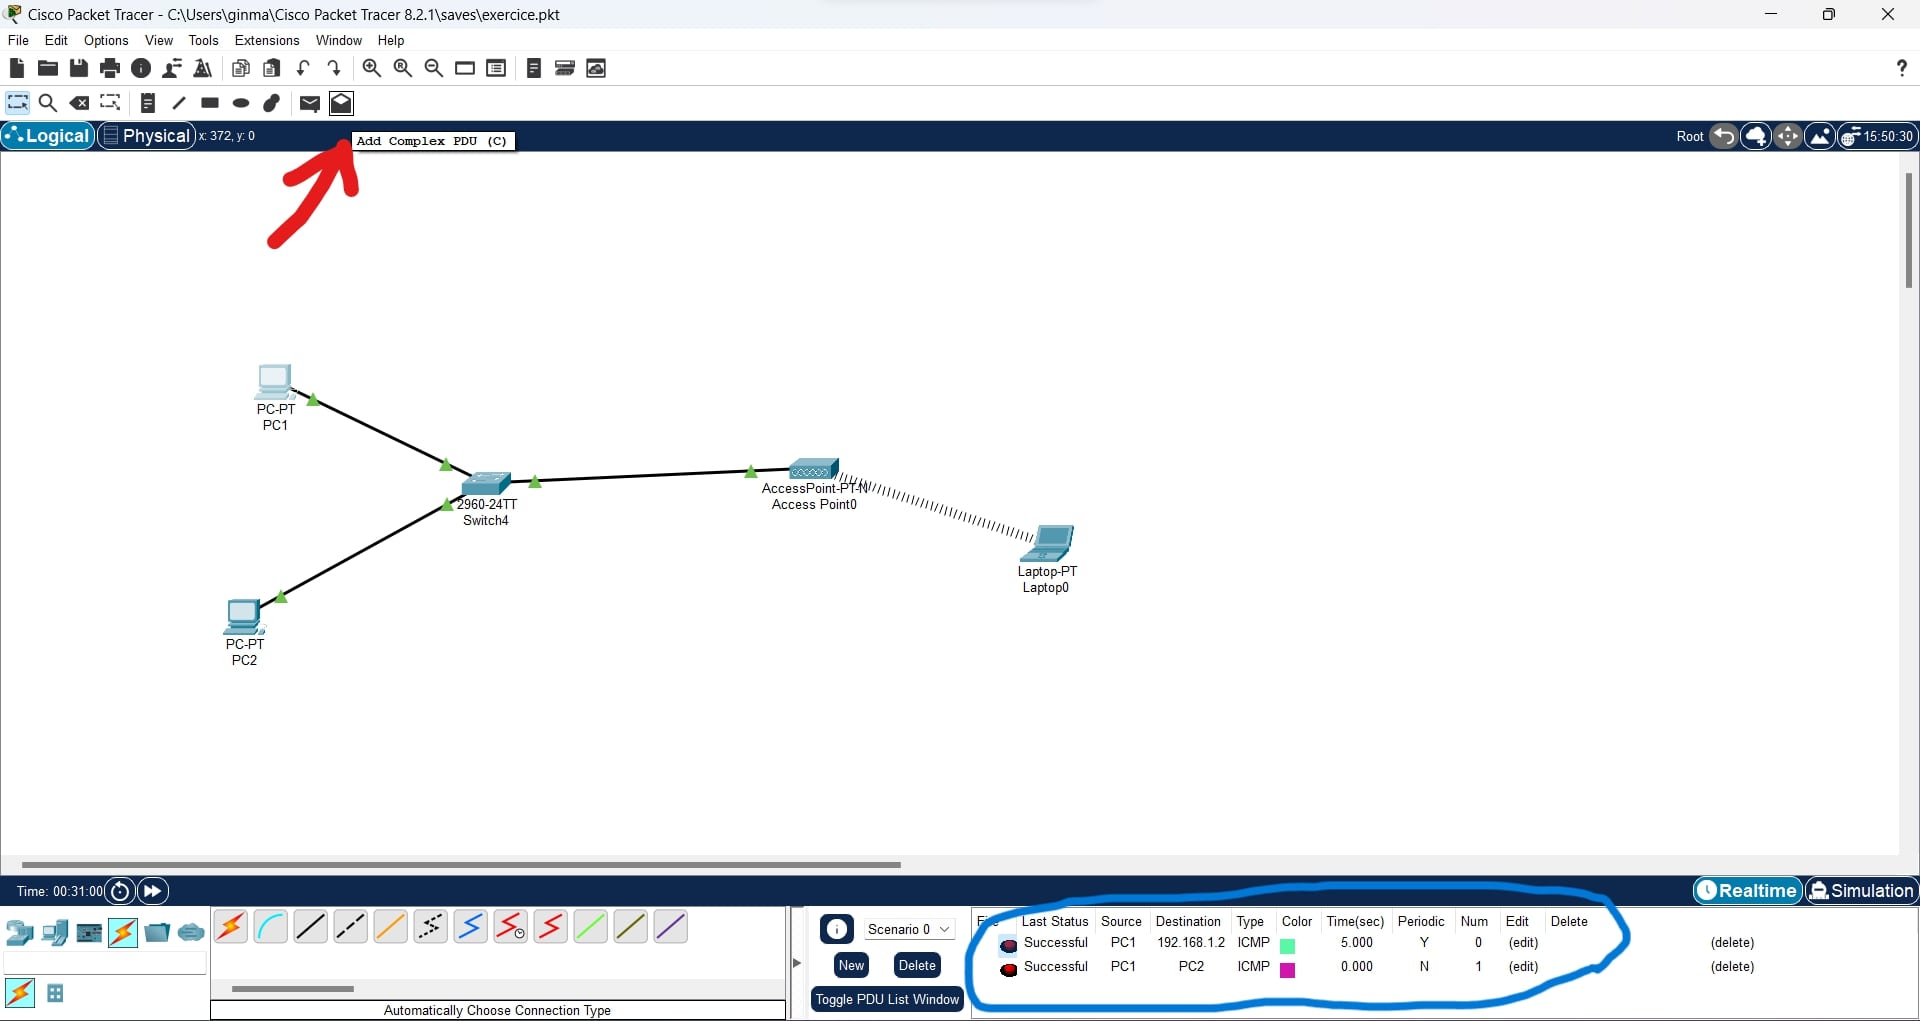 Cisco Packet Tracer - C:\Users\ginma\Cisco Packet Tracer 8.2.1\saves\exercice.pkt
File Edit Options View Tools Extensions Window Help
?
Logical Physical x: 372, y: 0 Root 15:50:30
Add Complex PDU (C)
PC-PT
PC1
2960-24TT
Switch4
AccessPoint-PT-N
Access Point0
Laptop-PT
Laptop0
PC-PT
PC2
Time: 00:31:00 Realtime Simulation
Scenario 0
New Delete
Toggle PDU List Window
Last Status Source Destination Type Color Time(sec) Periodic Num Edit Delete
Successful PC1 192.168.1.2 ICMP 5.000 Y 0 (edit) (delete)
Successful PC1 PC2 ICMP 0.000 N 1 (edit) (delete)
Automatically Choose Connection Type